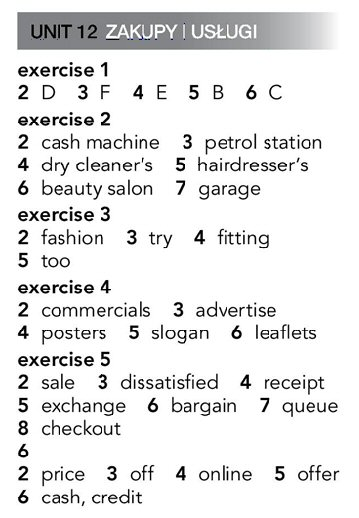 UNIT 12 ZAKUPY I USŁUGI
exercise 1
2 D 3 F 4 E 5 B 6 C
exercise 2
2 cash machine 3 petrol station
4 dry cleaner's 5 hairdresser's
6 beauty salon 7 garage
exercise 3
2 fashion 3 try 4 fitting
5 too
exercise 4
2 commercials 3 advertise
4 posters 5 slogan 6 leaflets
exercise 5
2 sale 3 dissatisfied 4 receipt
5 exchange 6 bargain 7 queue
8 checkout
6
2 price 3 off 4 online 5 offer
6 cash, credit